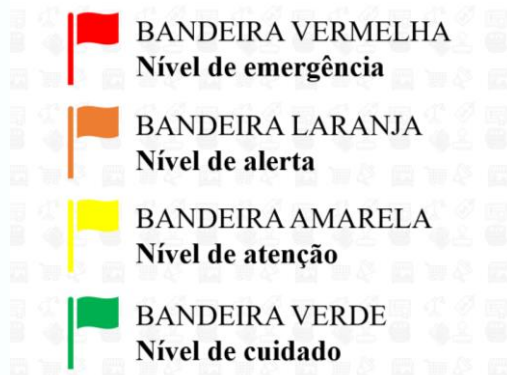 BANDEIRA VERMELHA
Nível de emergência
BANDEIRA LARANJA
Nível de alerta
BANDEIRA AMARELA
Nível de atenção
BANDEIRA VERDE
Nível de cuidado